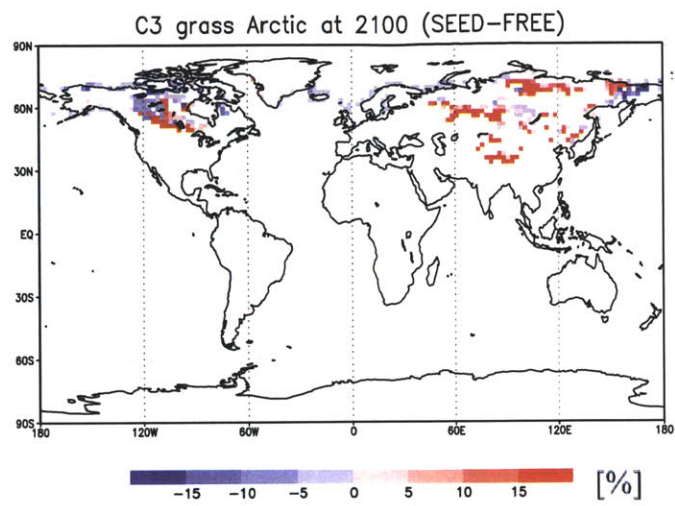 C3 grass Arctic at 2100 (SEED−FREE)
90N
60N
30N
EQ
30S
60S
90S
180 120W 60W 0 60E 120E 180
−15 −10 −5 0 5 10 15 [%]